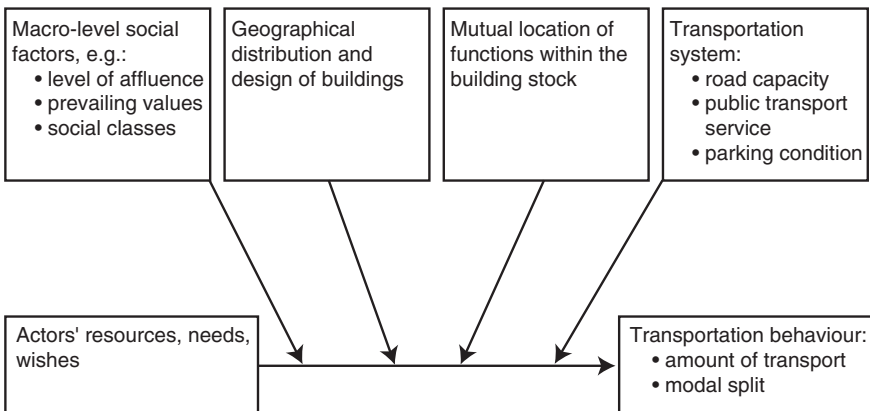 Macro-level social
factors, e.g.:
• level of affluence
• prevailing values
• social classes
Geographical
distribution and
design of buildings
Mutual location of
functions within the
building stock
Transportation
system:
• road capacity
• public transport
service
• parking condition
Actors' resources, needs,
wishes
Transportation behaviour:
• amount of transport
• modal split